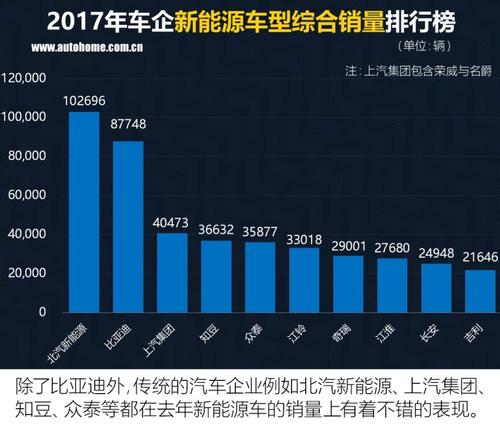 2017年车企新能源车型综合销量排行榜
www.autohome.com.cn
(单位:辆)
注:上汽集团包含荣威与名爵
120,000
100,000
80,000
60,000
40,000
20,000
0
102696
87748
40473
36632
35877
33018
29001
27680
24948
21646
北汽新能源
比亚迪
上汽集团
知豆
众泰
江铃
奇瑞
江淮
长安
吉利
除了比亚迪外,传统的汽车企业例如北汽新能源、上汽集团、
知豆、众泰等都在去年新能源车的销量上有着不错的表现。